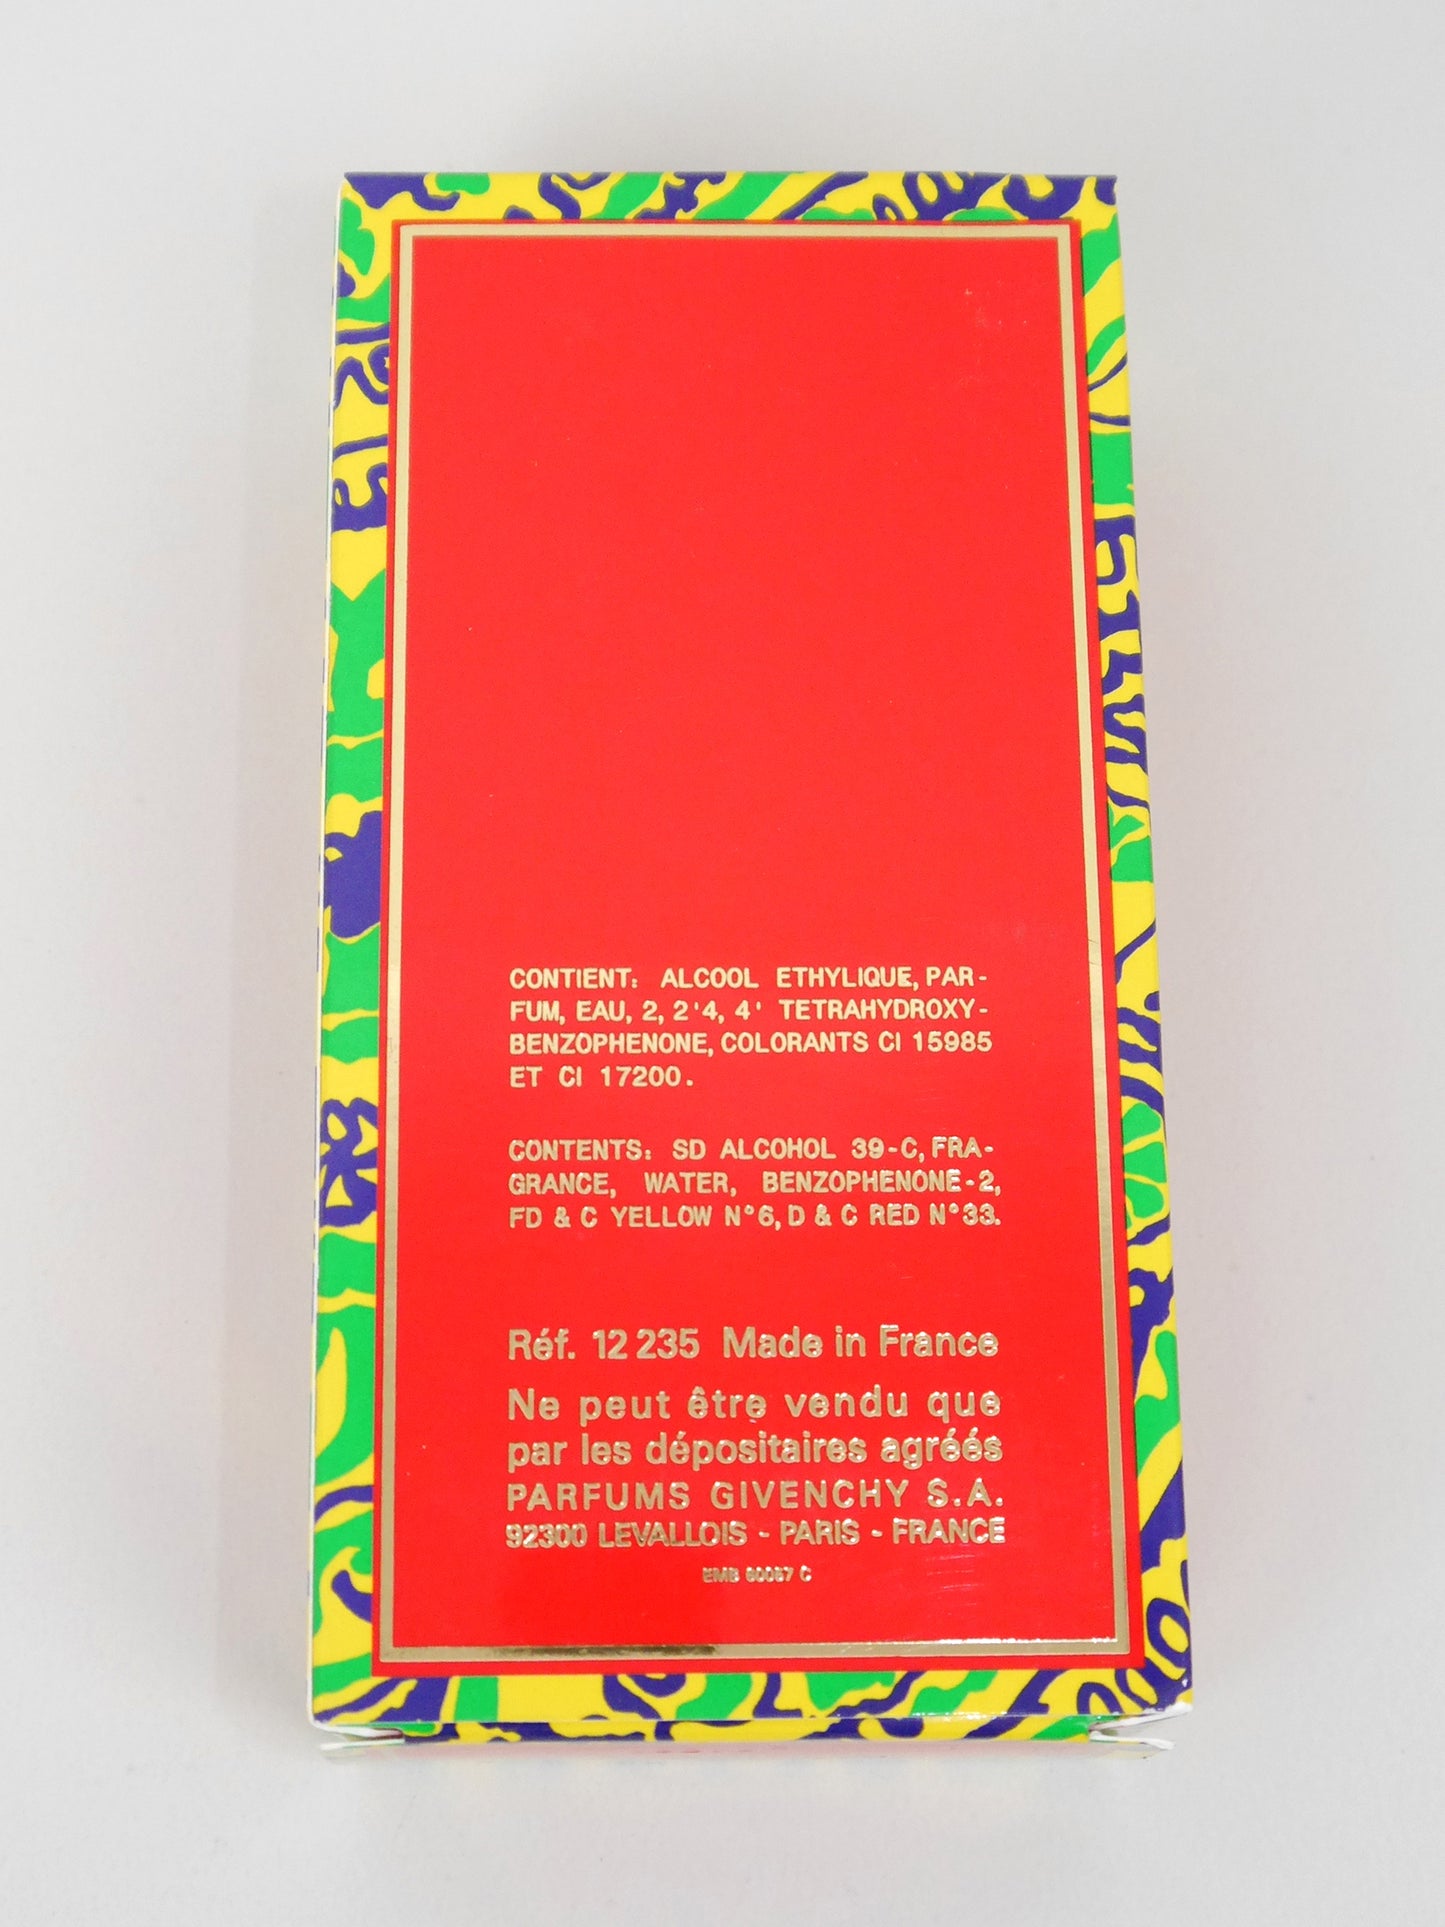 CONTIENT: ALCOOL ETHYLIQUE, PAR-
FUM, EAU, 2, 2'4, 4' TETRAHYDROXY-
BENZOPHENONE, COLORANTS CI 15985
ET CI 17200.
CONTENTS: SD ALCOHOL 39-C, FRA-
GRANCE, WATER, BENZOPHENONE-2,
FD & C YELLOW N°6, D & C RED N°33.
Réf. 12 235 Made in France
Ne peut être vendu que
par les dépositaires agréés
PARFUMS GIVENCHY S.A.
92300 LEVALLOIS - PARIS - FRANCE
EMB C